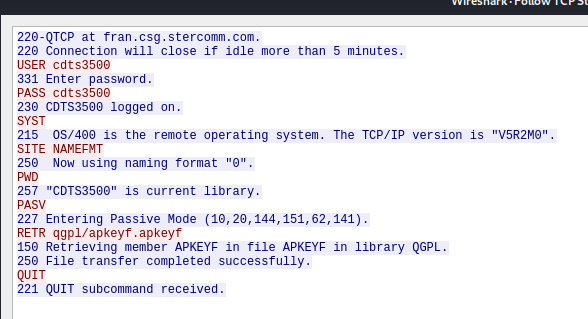 Wireshark · Follow TCP St
220-QTCP at fran.csg.stercomm.com.
220 Connection will close if idle more than 5 minutes.
USER cdts3500
331 Enter password.
PASS cdts3500
230 CDTS3500 logged on.
SYST
215  OS/400 is the remote operating system. The TCP/IP version is "V5R2M0".
SITE NAMEFMT
250  Now using naming format "0".
PWD
257 "CDTS3500" is current library.
PASV
227 Entering Passive Mode (10,20,144,151,62,141).
RETR qgpl/apkeyf.apkeyf
150 Retrieving member APKEYF in file APKEYF in library QGPL.
250 File transfer completed successfully.
QUIT
221 QUIT subcommand received.